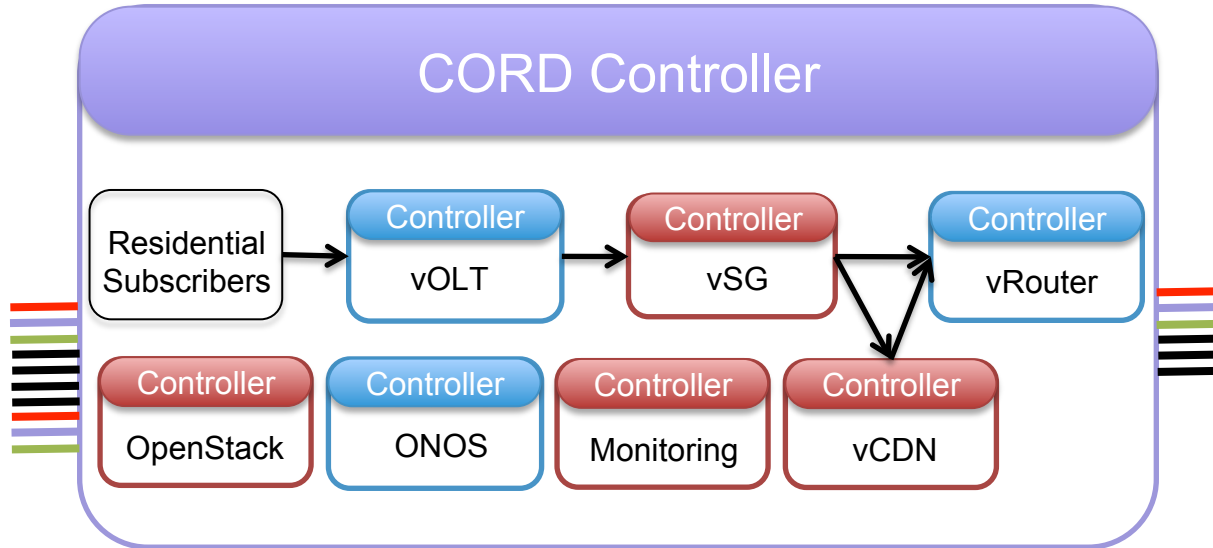 CORD Controller
Residential
Subscribers
Controller
vOLT
Controller
vSG
Controller
vRouter
Controller
OpenStack
Controller
ONOS
Controller
Monitoring
Controller
vCDN